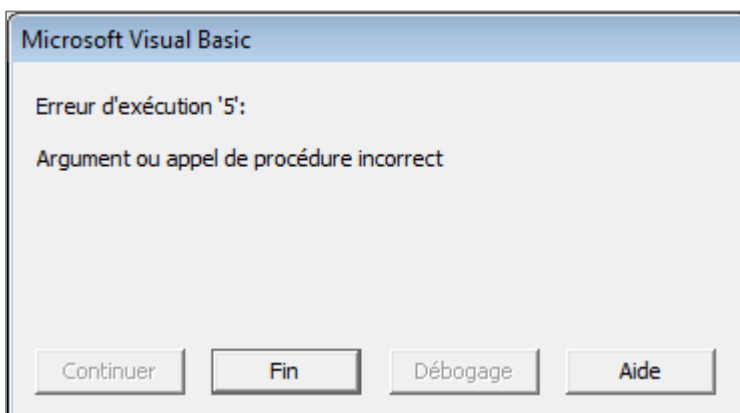 Microsoft Visual Basic
Erreur d'exécution '5':
Argument ou appel de procédure incorrect
Continuer Fin Débogage Aide